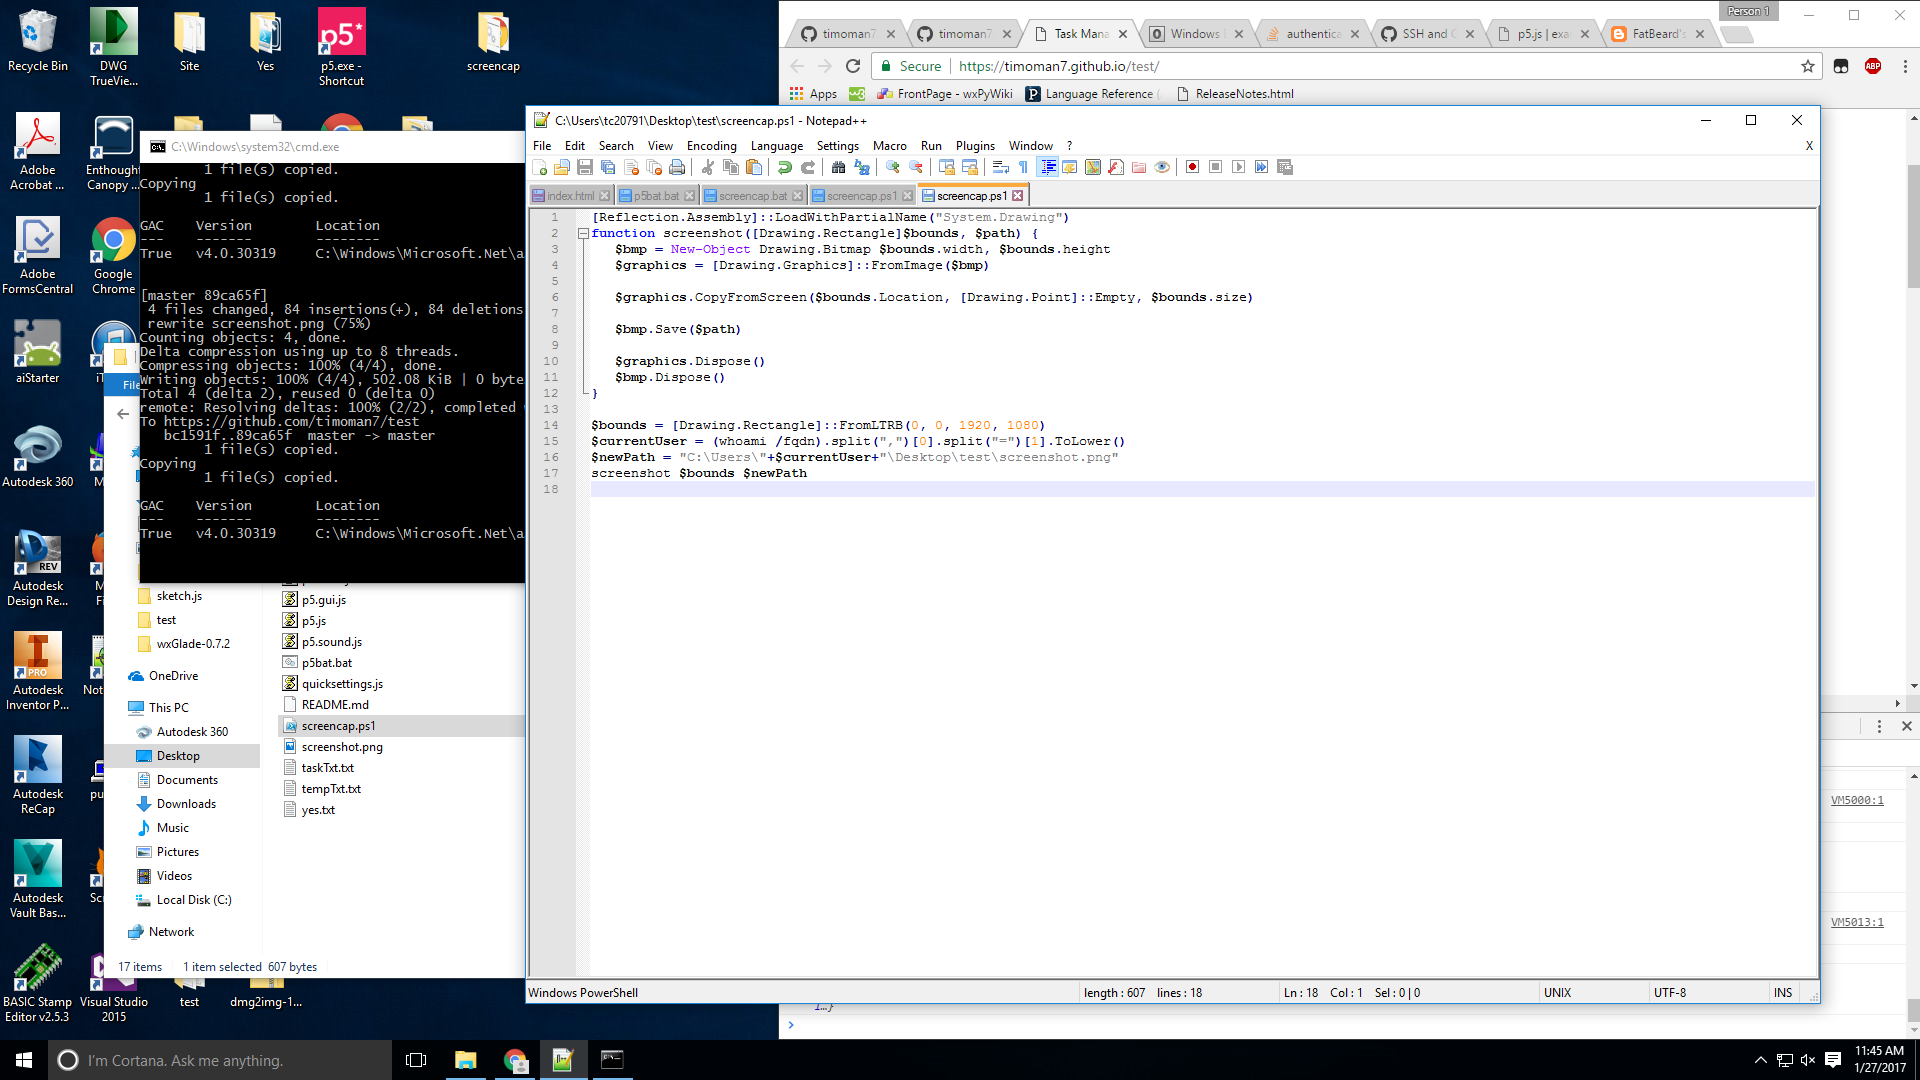 Recycle Bin
DWG TrueVie...
Site
Yes
p5.exe - Shortcut
screencap
Adobe Acrobat ...
Enthought Canopy ...
Adobe FormsCentral
Google Chrome
aiStarter
Autodesk 360
Autodesk Design Re...
Autodesk Inventor P...
Autodesk ReCap
Autodesk Vault Bas...
BASIC Stamp Editor v2.5.3
Visual Studio 2015
test
dmg2img-1...
Person 1
timoman7
timoman7
Task Mana
Windows
authentica
SSH and
p5.js | exa
FatBeard's
Secure
https://timoman7.github.io/test/
Apps
FrontPage - wxPyWiki
Language Reference
ReleaseNotes.html
C:\Windows\system32\cmd.exe
1 file(s) copied.
Copying
1 file(s) copied.
GAC Version Location
--- ------- --------
True v4.0.30319 C:\Windows\Microsoft.Net\a
[master 89ca65f]
4 files changed, 84 insertions(+), 84 deletions
rewrite screenshot.png (75%)
Counting objects: 4, done.
Delta compression using up to 8 threads.
Compressing objects: 100% (4/4), done.
Writing objects: 100% (4/4), 502.08 KiB | 0 byte
Total 4 (delta 2), reused 0 (delta 0)
remote: Resolving deltas: 100% (2/2), completed
To https://github.com/timoman7/test
bc1591f..89ca65f master -> master
1 file(s) copied.
Copying
1 file(s) copied.
GAC Version Location
--- ------- --------
True v4.0.30319 C:\Windows\Microsoft.Net\a
File
sketch.js
test
wxGlade-0.7.2
OneDrive
This PC
Autodesk 360
Desktop
Documents
Downloads
Music
Pictures
Videos
Local Disk (C:)
Network
p5.gui.js
p5.js
p5.sound.js
p5bat.bat
quicksettings.js
README.md
screencap.ps1
screenshot.png
taskTxt.txt
tempTxt.txt
yes.txt
17 items 1 item selected 607 bytes
C:\Users\tc20791\Desktop\test\screencap.ps1 - Notepad++
File Edit Search View Encoding Language Settings Macro Run Plugins Window ? X
index.html p5bat.bat screencap.bat screencap.ps1 screencap.ps1
1 [Reflection.Assembly]::LoadWithPartialName("System.Drawing")
2 function screenshot([Drawing.Rectangle]$bounds, $path) {
3 $bmp = New-Object Drawing.Bitmap $bounds.width, $bounds.height
4 $graphics = [Drawing.Graphics]::FromImage($bmp)
5
6 $graphics.CopyFromScreen($bounds.Location, [Drawing.Point]::Empty, $bounds.size)
7
8 $bmp.Save($path)
9
10 $graphics.Dispose()
11 $bmp.Dispose()
12 }
13
14 $bounds = [Drawing.Rectangle]::FromLTRB(0, 0, 1920, 1080)
15 $currentUser = (whoami /fqdn).split(",")[0].split("=")[1].ToLower()
16 $newPath = "C:\Users\"+$currentUser+"\Desktop\test\screenshot.png"
17 screenshot $bounds $newPath
18
Windows PowerShell length : 607 lines : 18 Ln : 18 Col : 1 Sel : 0 | 0 UNIX UTF-8 INS
VM5000:1
VM5013:1
I'm Cortana. Ask me anything.
11:45 AM
1/27/2017